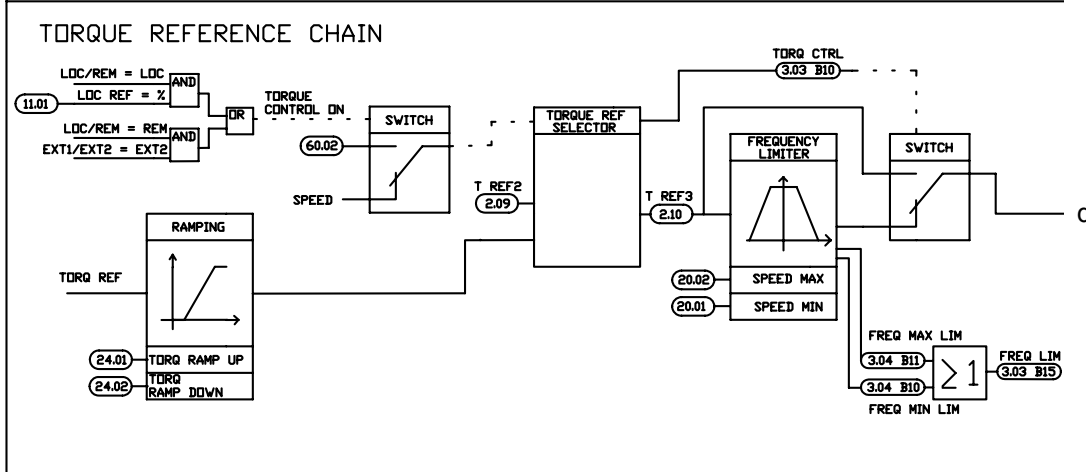 TORQUE REFERENCE CHAIN
LOC/REM = LOC
11.01
LOC REF = %
AND
LOC/REM = REM
EXT1/EXT2 = EXT2
AND
OR
TORQUE
CONTROL ON
SWITCH
60.02
SPEED
TORQUE REF
SELECTOR
T REF2
2.09
TORQ CTRL
3.03 B10
T REF3
2.10
FREQUENCY
LIMITER
20.02
SPEED MAX
20.01
SPEED MIN
SWITCH
RAMPING
TORQ REF
24.01
TORQ RAMP UP
24.02
TORQ
RAMP DOWN
FREQ MAX LIM
3.04 B11
3.04 B10
FREQ MIN LIM
≥1
FREQ LIM
3.03 B15